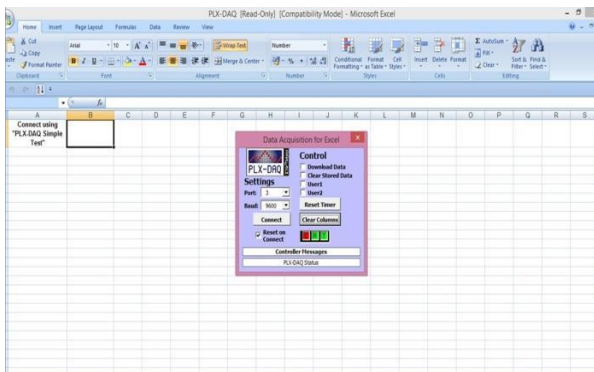 PLX-DAQ [Read-Only] [Compatibility Mode] - Microsoft Excel
Home Insert Page Layout Formulas Data Review View
Cut
Copy
Format Painter
Clipboard
Arial 10
B I U
Font
Wrap Text
Merge & Center
Alignment
Number
$ % ,
Number
Conditional Formatting
Format as Table
Cell Styles
Styles
Insert Delete Format
Cells
Σ AutoSum
Fill
Clear
Sort & Filter
Find & Select
Editing
fx
A B C D E F G H I J K L M N O P Q R S
Connect using
"PLX-DAQ Simple
Test"
Data Acquisition for Excel
PLX-DAQ
Control
Download Data
Clear Stored Data
User1
User2
Settings
Port: 3
Baud: 9600
Reset Timer
Connect
Clear Columns
Reset on
Connect
Controller Messages
PLX-DAQ Status